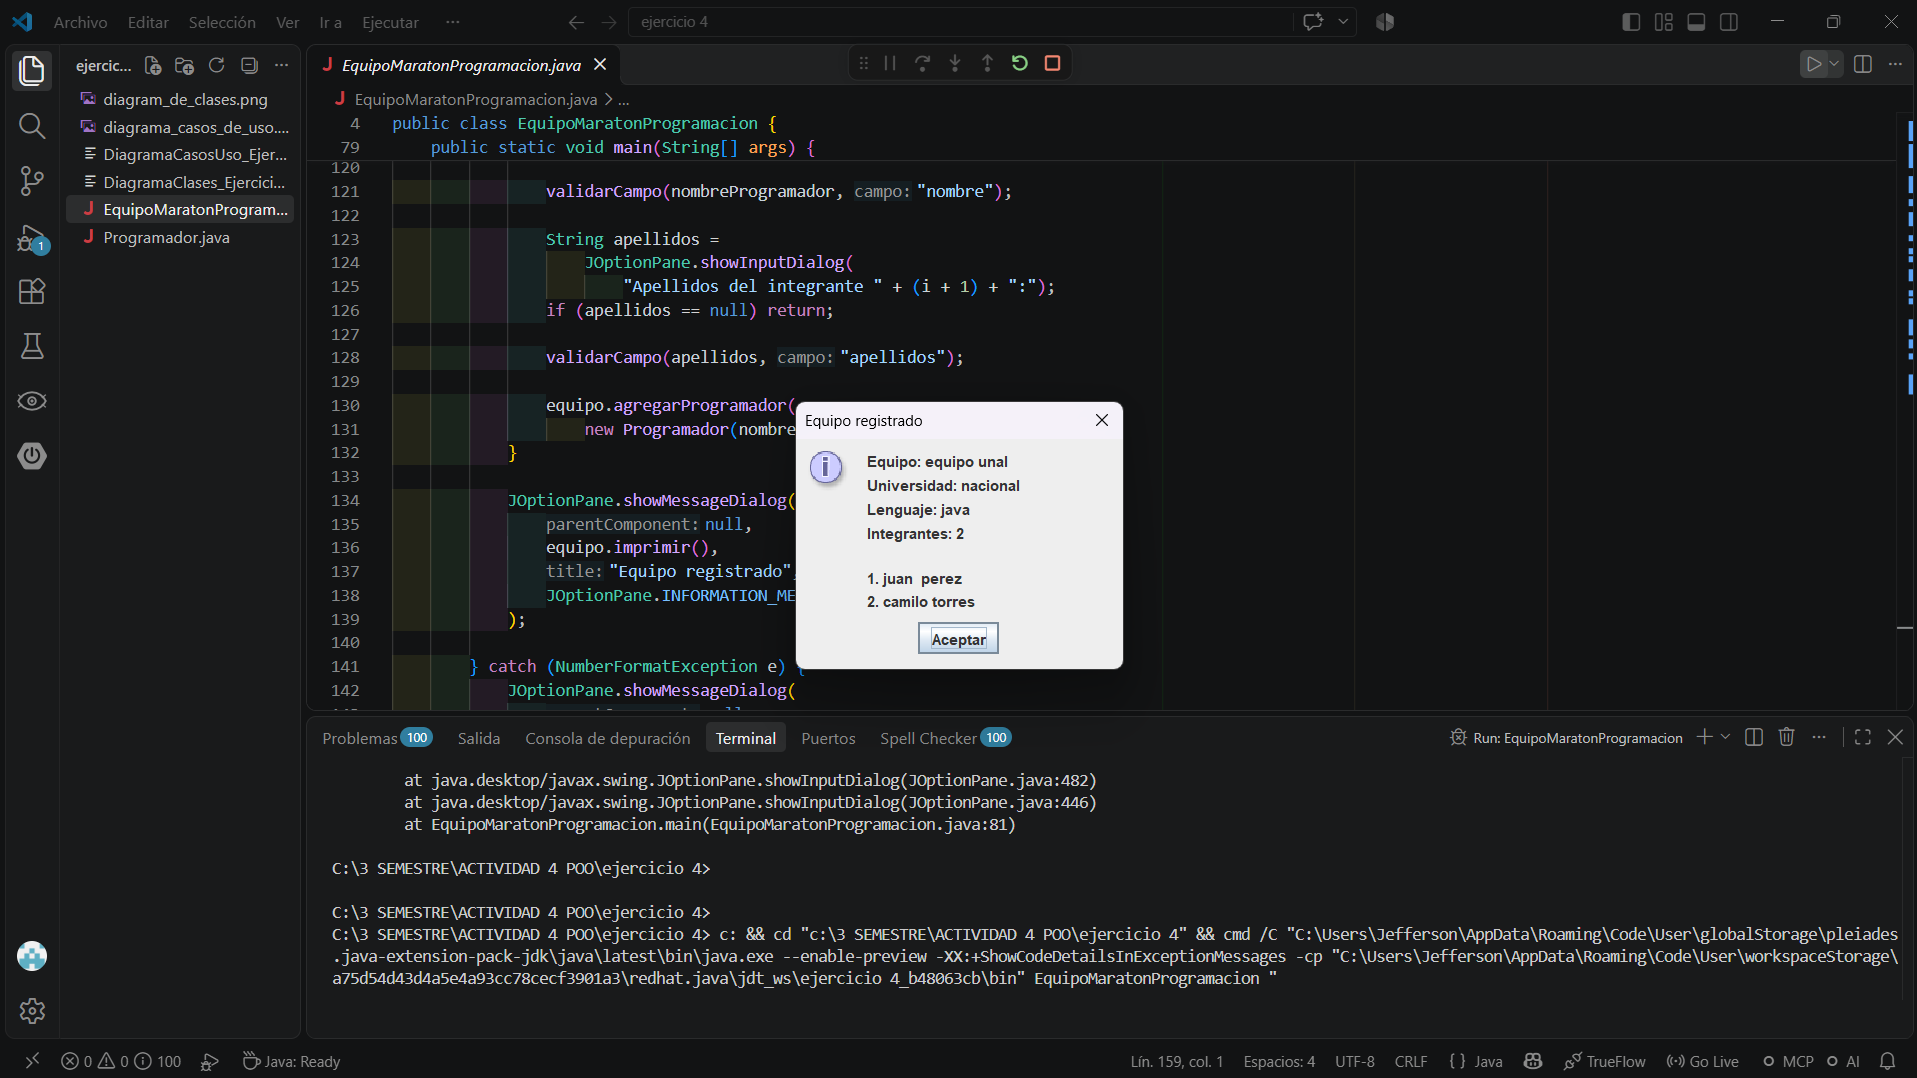 Archivo Editar Selección Ver Ir a Ejecutar ···
ejercicio 4
ejercic...
diagram_de_clases.png
diagrama_casos_de_uso....
DiagramaCasosUso_Ejer...
DiagramaClases_Ejercici...
EquipoMaratonProgram...
Programador.java
1
EquipoMaratonProgramacion.java
EquipoMaratonProgramacion.java > ...
4 public class EquipoMaratonProgramacion {
79 public static void main(String[] args) {
120
121 validarCampo(nombreProgramador, campo: "nombre");
122
123 String apellidos =
124 JOptionPane.showInputDialog(
125 "Apellidos del integrante " + (i + 1) + ":");
126 if (apellidos == null) return;
127
128 validarCampo(apellidos, campo: "apellidos");
129
130 equipo.agregarProgramador(
131 new Programador(nombre
132 }
133
134 JOptionPane.showMessageDialog(
135 parentComponent: null,
136 equipo.imprimir(),
137 title: "Equipo registrado",
138 JOptionPane.INFORMATION_ME
139 );
140
141 } catch (NumberFormatException e) {
142 JOptionPane.showMessageDialog(
Equipo registrado
Equipo: equipo unal
Universidad: nacional
Lenguaje: java
Integrantes: 2
1. juan  perez
2. camilo torres
Aceptar
Problemas 100 Salida Consola de depuración Terminal Puertos Spell Checker 100
Run: EquipoMaratonProgramacion
at java.desktop/javax.swing.JOptionPane.showInputDialog(JOptionPane.java:482)
at java.desktop/javax.swing.JOptionPane.showInputDialog(JOptionPane.java:446)
at EquipoMaratonProgramacion.main(EquipoMaratonProgramacion.java:81)
C:\3 SEMESTRE\ACTIVIDAD 4 POO\ejercicio 4>
C:\3 SEMESTRE\ACTIVIDAD 4 POO\ejercicio 4>
C:\3 SEMESTRE\ACTIVIDAD 4 POO\ejercicio 4> c: && cd "c:\3 SEMESTRE\ACTIVIDAD 4 POO\ejercicio 4" && cmd /C "C:\Users\Jefferson\AppData\Roaming\Code\User\globalStorage\pleiades
.java-extension-pack-jdk\java\latest\bin\java.exe --enable-preview -XX:+ShowCodeDetailsInExceptionMessages -cp "C:\Users\Jefferson\AppData\Roaming\Code\User\workspaceStorage\
a75d54d43d4a5e4a93cc78cecf3901a3\redhat.java\jdt_ws\ejercicio 4_b48063cb\bin" EquipoMaratonProgramacion "
0 0 100 Java: Ready
Lín. 159, col. 1 Espacios: 4 UTF-8 CRLF {} Java TrueFlow Go Live MCP AI